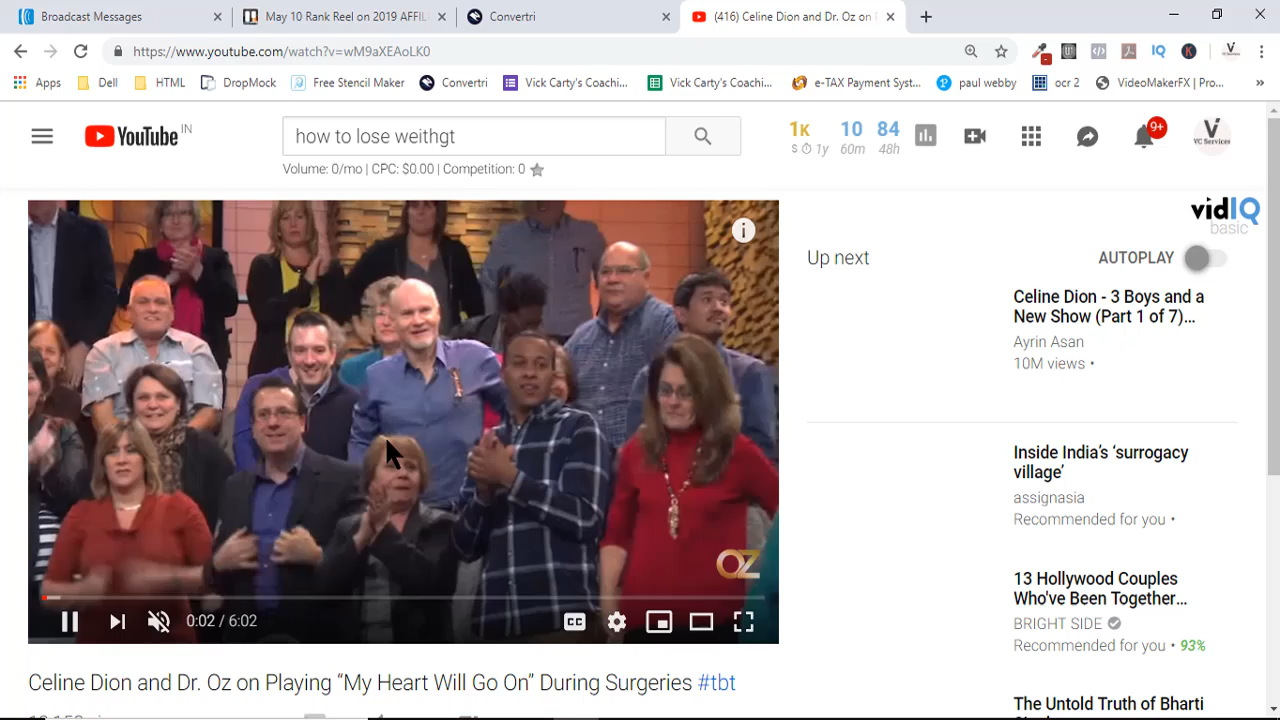 Broadcast Messages
May 10 Rank Reel on 2019 AFFIL
Convertri
(416) Celine Dion and Dr. Oz on
https://www.youtube.com/watch?v=wM9aXEAoLK0
IQ
K
Apps
Dell
HTML
DropMock
Free Stencil Maker
Convertri
Vick Carty's Coachi...
Vick Carty's Coachi...
e-TAX Payment Syst...
paul webby
ocr 2
VideoMakerFX | Pro...
»
YouTube IN
how to lose weithgt
Volume: 0/mo | CPC: $0.00 | Competition: 0
1K
10
84
1y
60m
48h
9+
V
VC Services
vidIQ
basic
Up next
AUTOPLAY
Celine Dion - 3 Boys and a
New Show (Part 1 of 7)...
Ayrin Asan
10M views •
Inside India's 'surrogacy
village'
assignasia
Recommended for you •
13 Hollywood Couples
Who've Been Together...
BRIGHT SIDE
Recommended for you • 93%
The Untold Truth of Bharti
OZ
0:02 / 6:02
CC
Celine Dion and Dr. Oz on Playing “My Heart Will Go On” During Surgeries #tbt